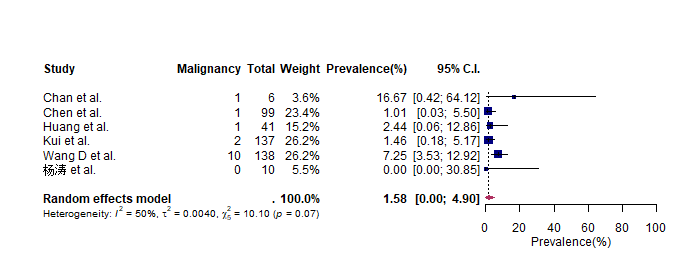 Study Malignancy Total Weight Prevalence(%) 95% C.I.
Chan et al. 1 6 3.6% 16.67 [0.42; 64.12]
Chen et al. 1 99 23.4% 1.01 [0.03; 5.50]
Huang et al. 1 41 15.2% 2.44 [0.06; 12.86]
Kui et al. 2 137 26.2% 1.46 [0.18; 5.17]
Wang D et al. 10 138 26.2% 7.25 [3.53; 12.92]
杨涛 et al. 0 10 5.5% 0.00 [0.00; 30.85]
Random effects model . 100.0% 1.58 [0.00; 4.90]
Heterogeneity: I² = 50%, τ² = 0.0040, χ²₅ = 10.10 (p = 0.07)
0 20 40 60 80 100
Prevalence(%)